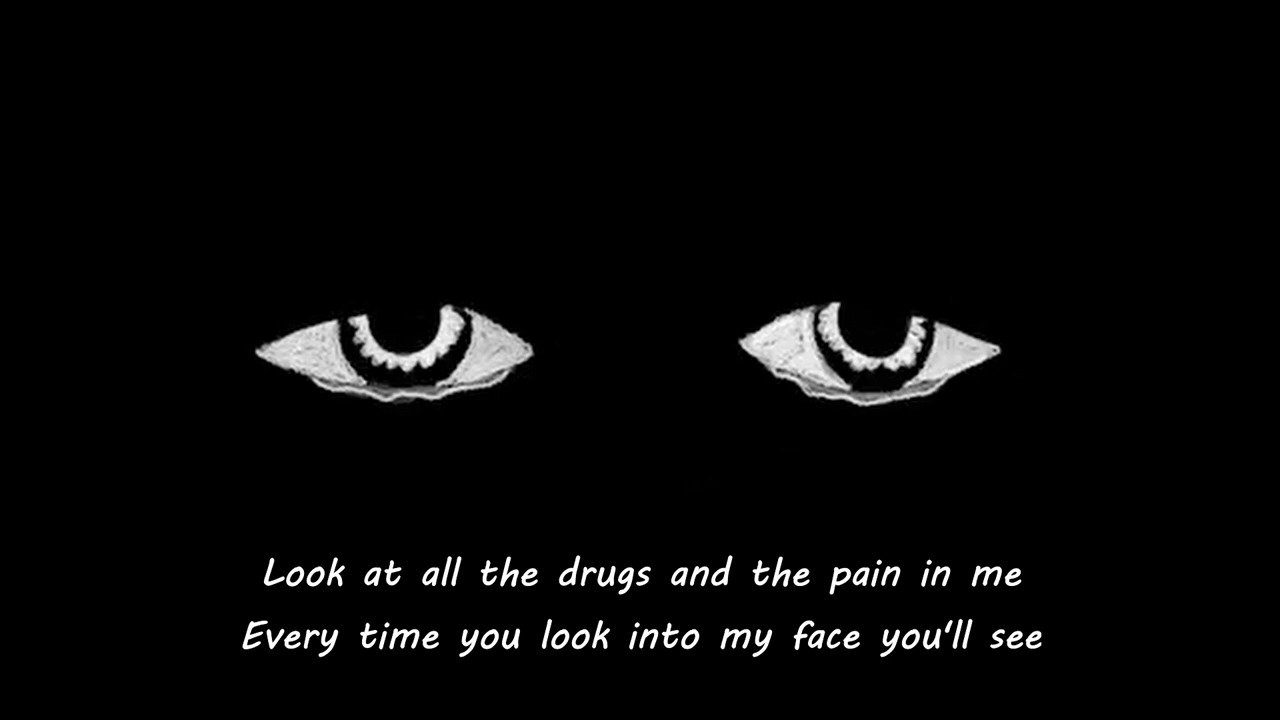 Look at all the drugs and the pain in me
Every time you look into my face you'll see